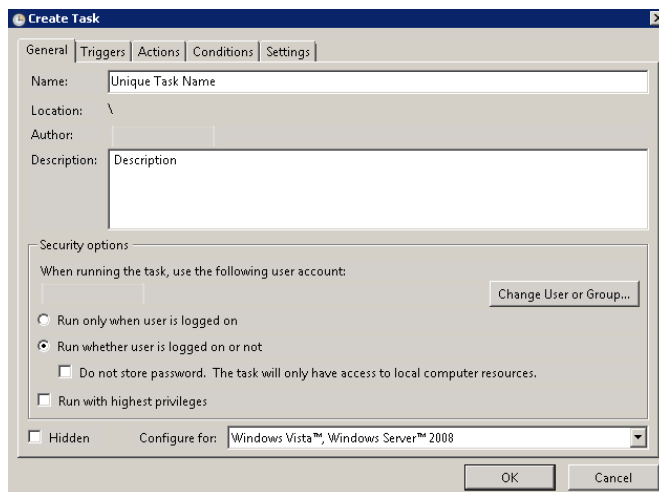 Create Task
General Triggers Actions Conditions Settings
Name: Unique Task Name
Location: \
Author:
Description: Description
Security options
When running the task, use the following user account:
Change User or Group...
Run only when user is logged on
Run whether user is logged on or not
Do not store password. The task will only have access to local computer resources.
Run with highest privileges
Hidden Configure for: Windows Vista™, Windows Server™ 2008
OK Cancel